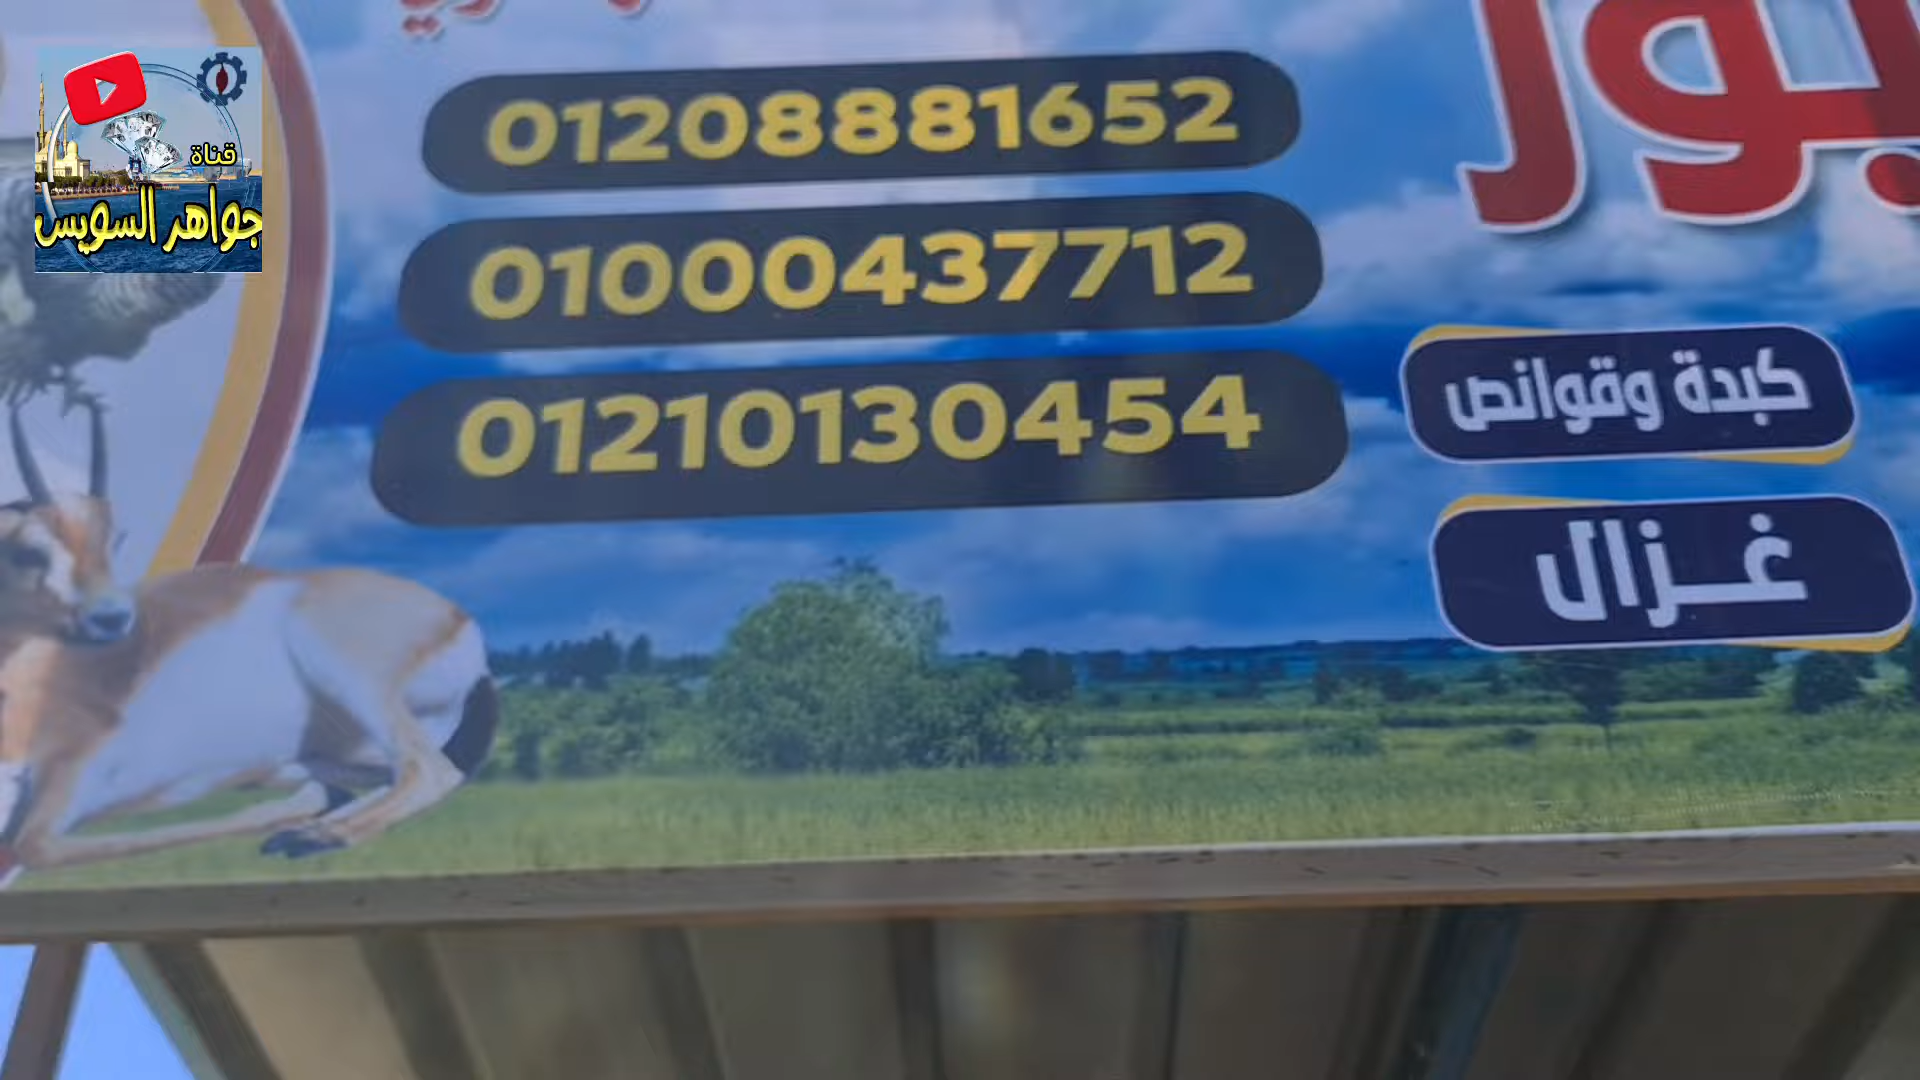 قناة
جواهر السويس
01208881652
01000437712
01210130454
كبدة وقوانص
غزال